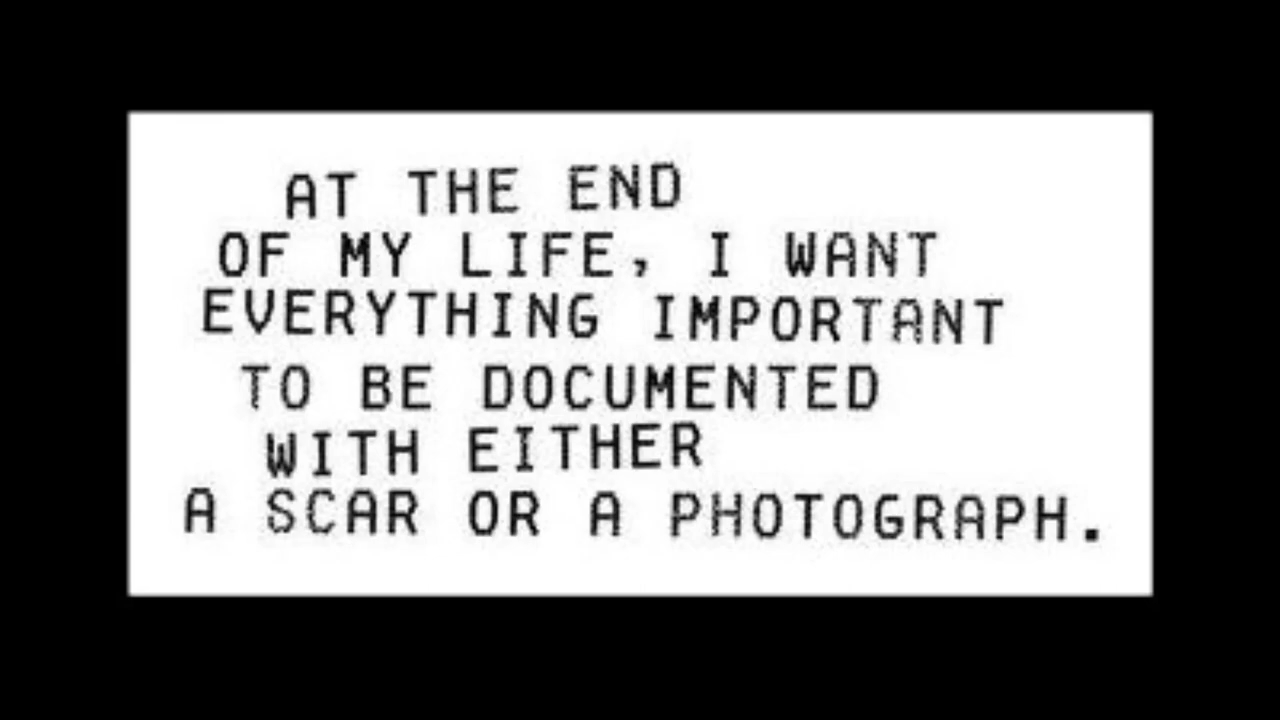 AT THE END
OF MY LIFE, I WANT
EVERYTHING IMPORTANT
TO BE DOCUMENTED
WITH EITHER
A SCAR OR A PHOTOGRAPH.